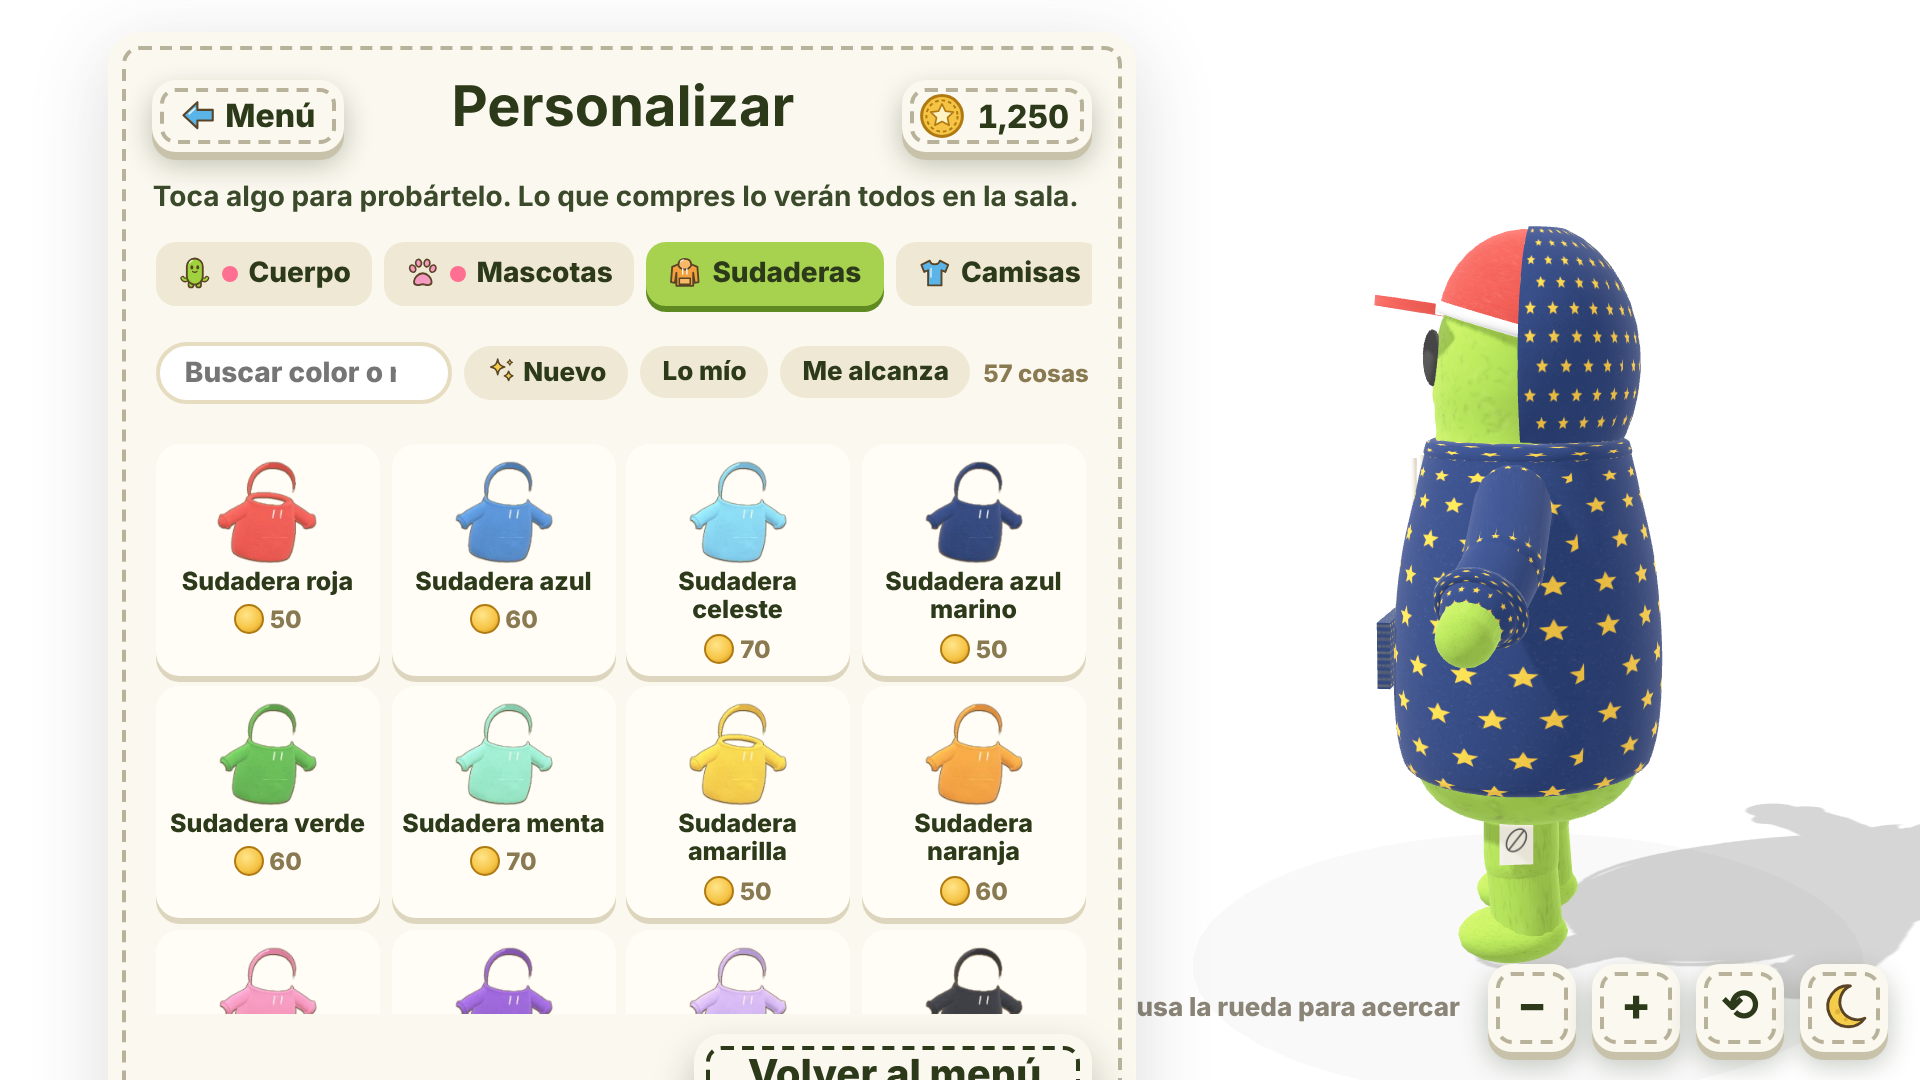 Menú
Personalizar
1,250
Toca algo para probártelo. Lo que compres lo verán todos en la sala.
Cuerpo
Mascotas
Sudaderas
Camisas
Buscar color o
Nuevo
Lo mío
Me alcanza
57 cosas
Sudadera roja
50
Sudadera azul
60
Sudadera
celeste
70
Sudadera azul
marino
50
Sudadera verde
60
Sudadera menta
70
Sudadera
amarilla
50
Sudadera
naranja
60
usa la rueda para acercar
Volver al menú